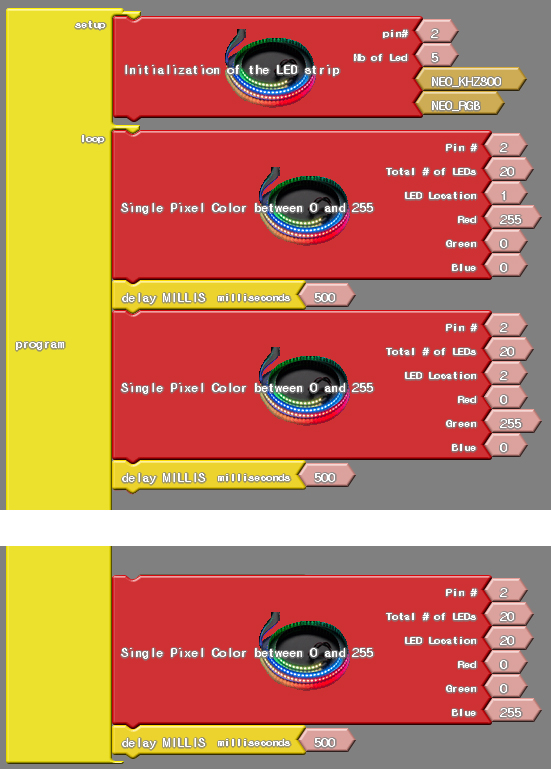 setup
Initialization of the LED strip
pin# 2
Nb of Led 5
NEO_KHZ800
NEO_RGB
loop
Single Pixel Color between 0 and 255
Pin # 2
Total # of LEDs 20
LED Location 1
Red 255
Green 0
Blue 0
delay MILLIS milliseconds 500
program
Single Pixel Color between 0 and 255
Pin # 2
Total # of LEDs 20
LED Location 2
Red 0
Green 255
Blue 0
delay MILLIS milliseconds 500
Single Pixel Color between 0 and 255
Pin # 2
Total # of LEDs 20
LED Location 20
Red 0
Green 0
Blue 255
delay MILLIS milliseconds 500